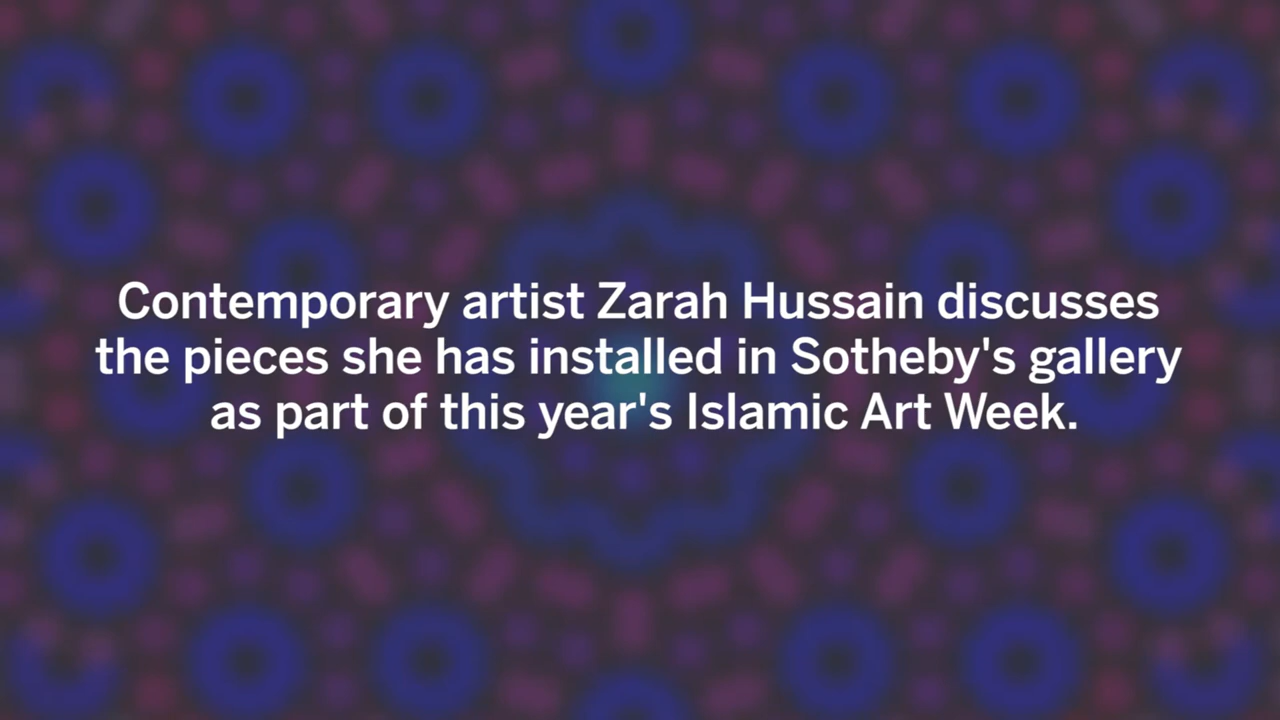 Contemporary artist Zarah Hussain discusses
the pieces she has installed in Sotheby's gallery
as part of this year's Islamic Art Week.